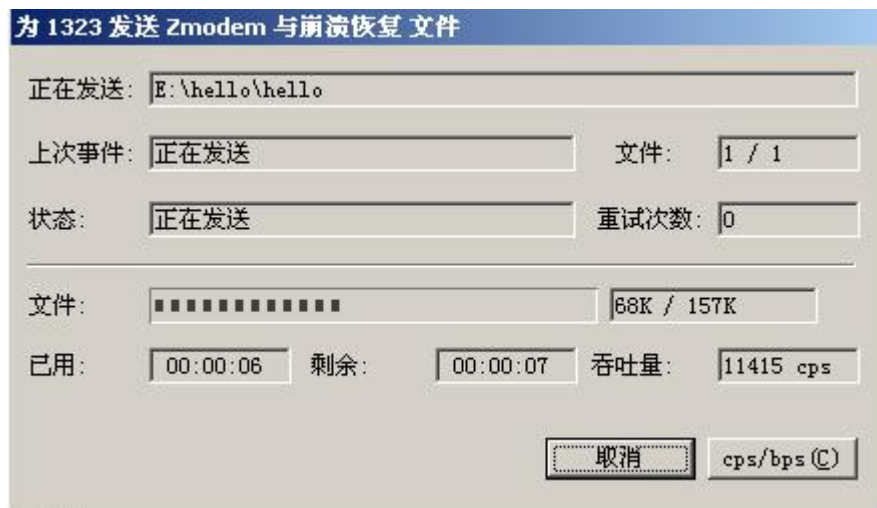 为 1323 发送 Zmodem 与崩溃恢复 文件
正在发送: E:\hello\hello
上次事件: 正在发送 文件: 1 / 1
状态: 正在发送 重试次数: 0
文件: 68K / 157K
已用: 00:00:06 剩余: 00:00:07 吞吐量: 11415 cps
取消 cps/bps(C)